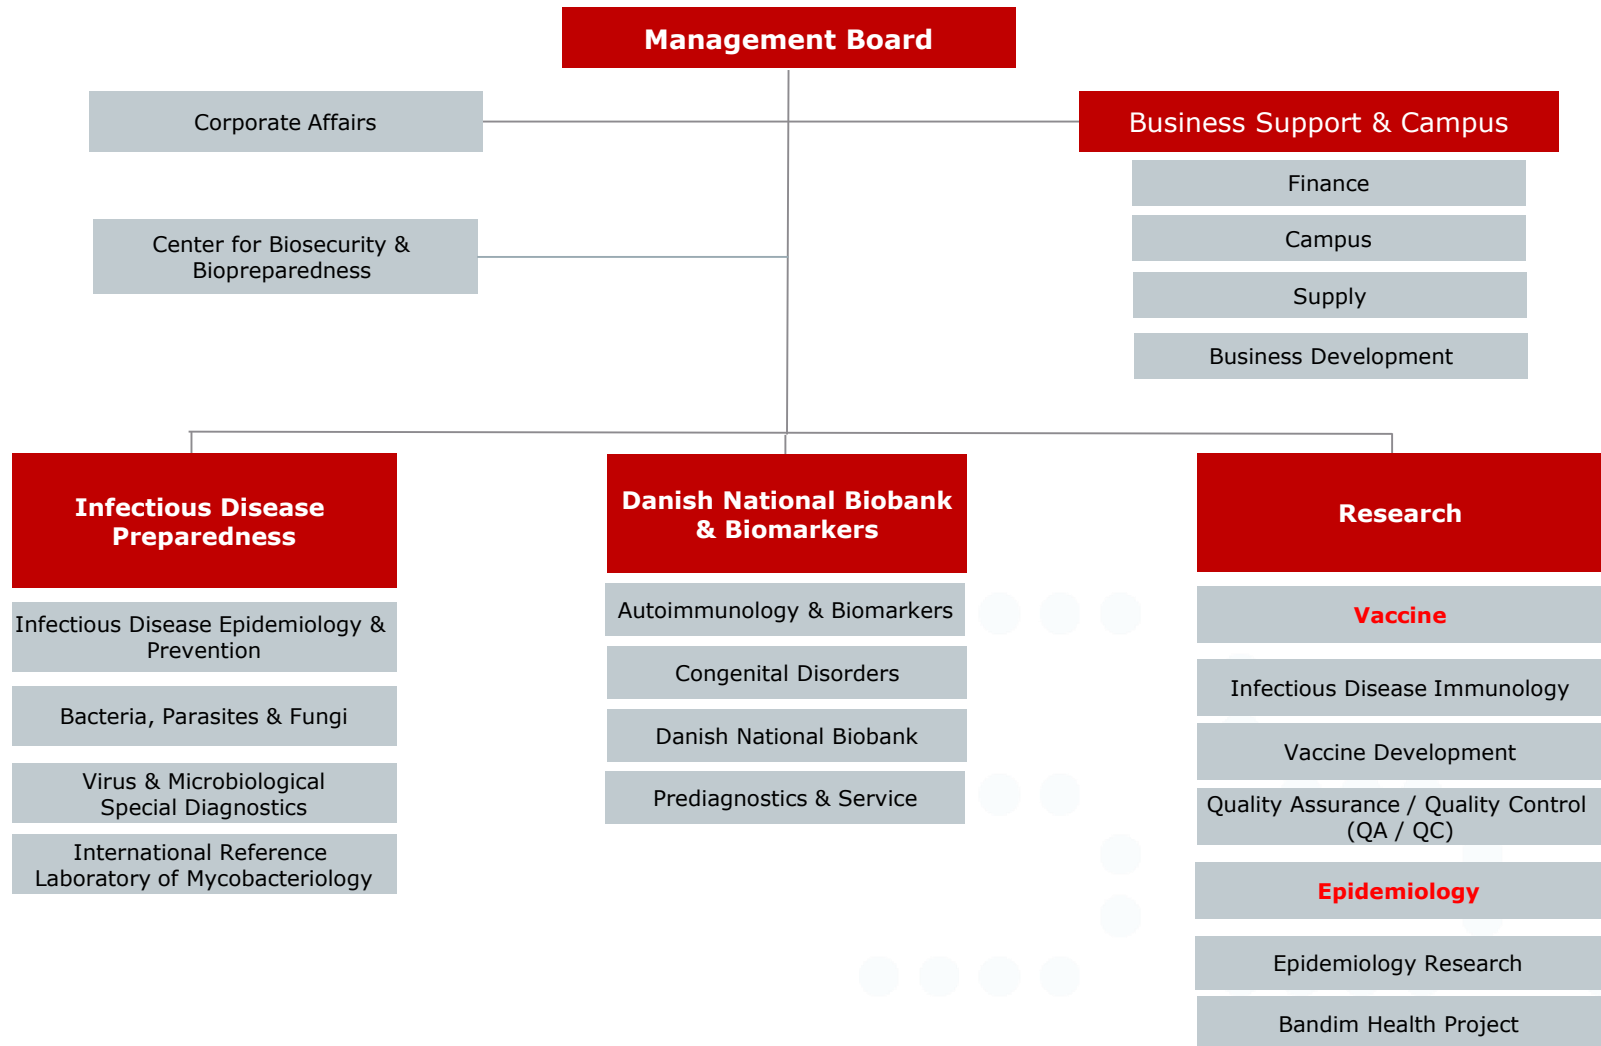 Management Board
Corporate Affairs
Business Support & Campus
Finance
Center for Biosecurity &
Biopreparedness
Campus
Supply
Business Development
Infectious Disease
Preparedness
Infectious Disease Epidemiology &
Prevention
Bacteria, Parasites & Fungi
Virus & Microbiological
Special Diagnostics
International Reference
Laboratory of Mycobacteriology
Danish National Biobank
& Biomarkers
Autoimmunology & Biomarkers
Congenital Disorders
Danish National Biobank
Prediagnostics & Service
Research
Vaccine
Infectious Disease Immunology
Vaccine Development
Quality Assurance / Quality Control
(QA / QC)
Epidemiology
Epidemiology Research
Bandim Health Project